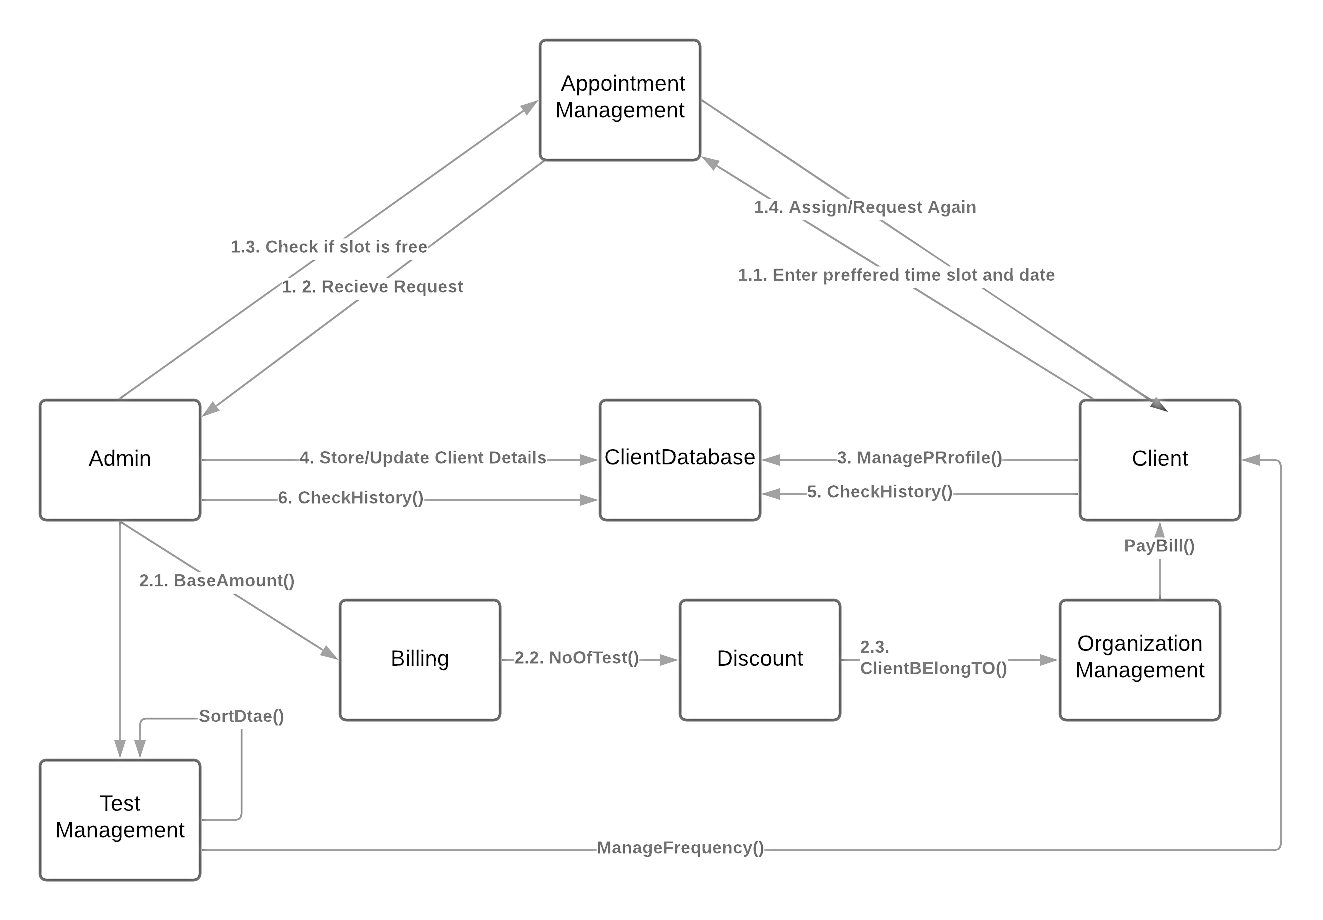 Appointment
Management
1.4. Assign/Request Again
1.3. Check if slot is free
1.1. Enter preffered time slot and date
1. 2. Recieve Request
Admin
4. Store/Update Client Details
ClientDatabase
3. ManagePRrofile()
Client
6. CheckHistory()
5. CheckHistory()
PayBill()
2.1. BaseAmount()
Billing
2.2. NoOfTest()
Discount
2.3.
ClientBElongTO()
Organization
Management
SortDtae()
Test
Management
ManageFrequency()